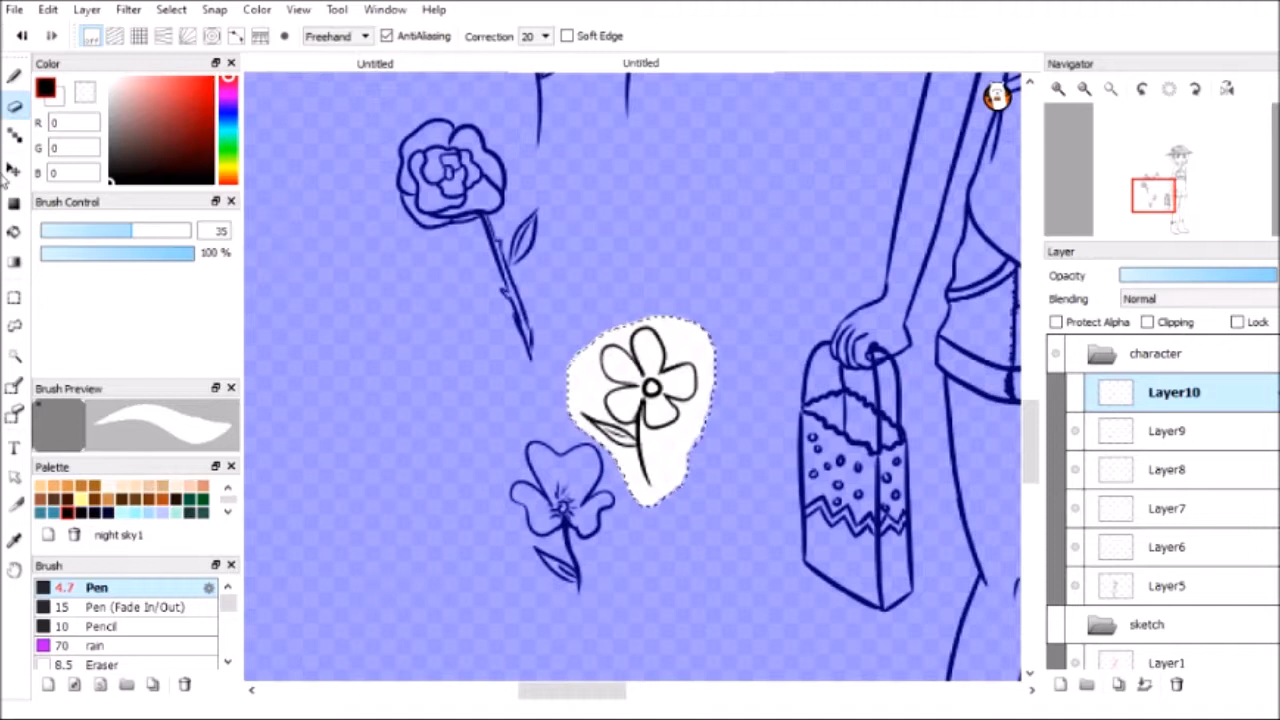 File Edit Layer Filter Select Snap Color View Tool Window Help
off Freehand AntiAliasing Correction 20 Soft Edge
Color
Untitled Untitled
Navigator
R 0
G 0
B 0
Brush Control
35
100 %
Layer
Opacity
Blending Normal
Protect Alpha Clipping Lock
character
Layer10
Layer9
Layer8
Layer7
Layer6
Layer5
sketch
Layer1
Brush Preview
Palette
night sky1
Brush
4.7 Pen
15 Pen (Fade In/Out)
10 Pencil
70 rain
8.5 Eraser